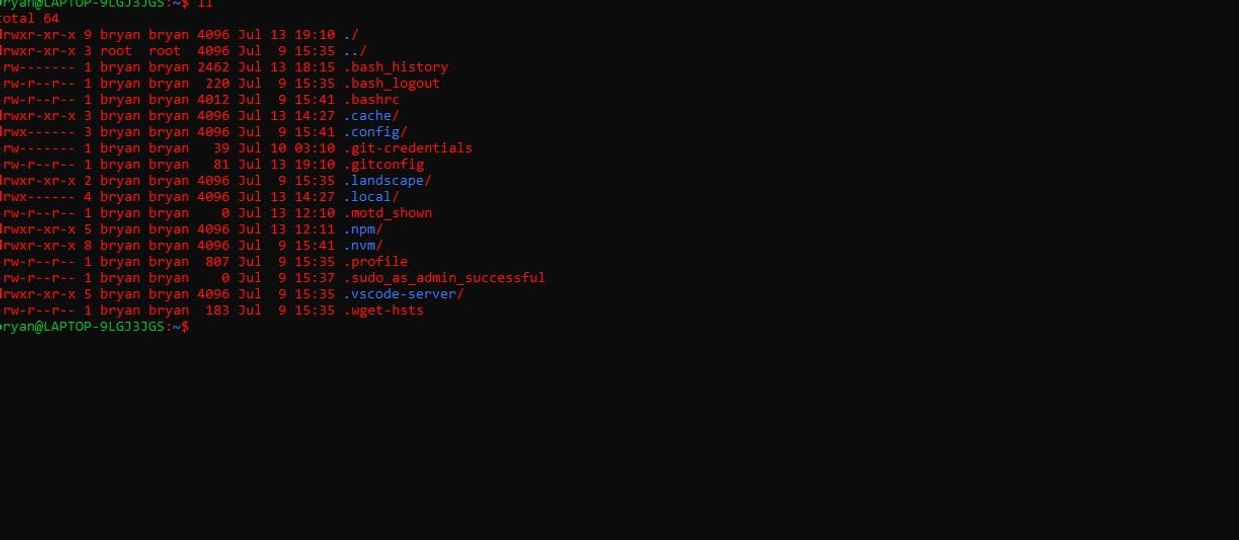 ryan@LAPTOP-9LGJ3JGS:~$ ll
total 64
drwxr-xr-x 9 bryan bryan 4096 Jul 13 19:10 ./
drwxr-xr-x 3 root  root  4096 Jul  9 15:35 ../
-rw------- 1 bryan bryan 2462 Jul 13 18:15 .bash_history
-rw-r--r-- 1 bryan bryan  220 Jul  9 15:35 .bash_logout
-rw-r--r-- 1 bryan bryan 4012 Jul  9 15:41 .bashrc
drwxr-xr-x 3 bryan bryan 4096 Jul 13 14:27 .cache/
drwx------ 3 bryan bryan 4096 Jul  9 15:41 .config/
-rw------- 1 bryan bryan   39 Jul 10 03:10 .git-credentials
-rw-r--r-- 1 bryan bryan   81 Jul 13 19:10 .gitconfig
drwxr-xr-x 2 bryan bryan 4096 Jul  9 15:35 .landscape/
drwx------ 4 bryan bryan 4096 Jul 13 14:27 .local/
-rw-r--r-- 1 bryan bryan    0 Jul 13 12:10 .motd_shown
drwxr-xr-x 5 bryan bryan 4096 Jul 13 12:11 .npm/
drwxr-xr-x 8 bryan bryan 4096 Jul  9 15:41 .nvm/
-rw-r--r-- 1 bryan bryan  807 Jul  9 15:35 .profile
-rw-r--r-- 1 bryan bryan    0 Jul  9 15:37 .sudo_as_admin_successful
drwxr-xr-x 5 bryan bryan 4096 Jul  9 15:35 .vscode-server/
-rw-r--r-- 1 bryan bryan  183 Jul  9 15:35 .wget-hsts
ryan@LAPTOP-9LGJ3JGS:~$